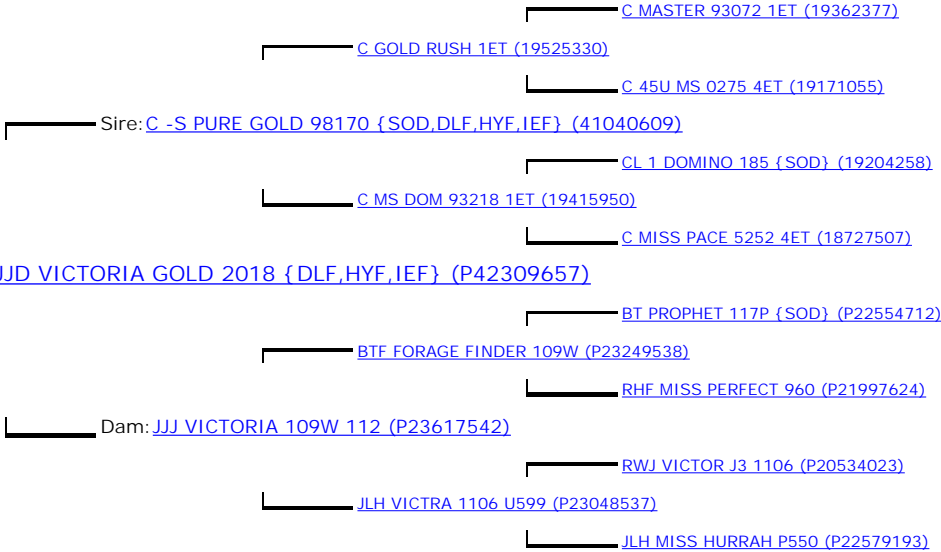 C MASTER 93072 1ET (19362377)
C GOLD RUSH 1ET (19525330)
C 45U MS 0275 4ET (19171055)
Sire: C -S PURE GOLD 98170 {SOD,DLF,HYF,IEF} (41040609)
CL 1 DOMINO 185 {SOD} (19204258)
C MS DOM 93218 1ET (19415950)
C MISS PACE 5252 4ET (18727507)
JJD VICTORIA GOLD 2018 {DLF,HYF,IEF} (P42309657)
BT PROPHET 117P {SOD} (P22554712)
BTF FORAGE FINDER 109W (P23249538)
RHF MISS PERFECT 960 (P21997624)
Dam: JJJ VICTORIA 109W 112 (P23617542)
RWJ VICTOR J3 1106 (P20534023)
JLH VICTRA 1106 U599 (P23048537)
JLH MISS HURRAH P550 (P22579193)